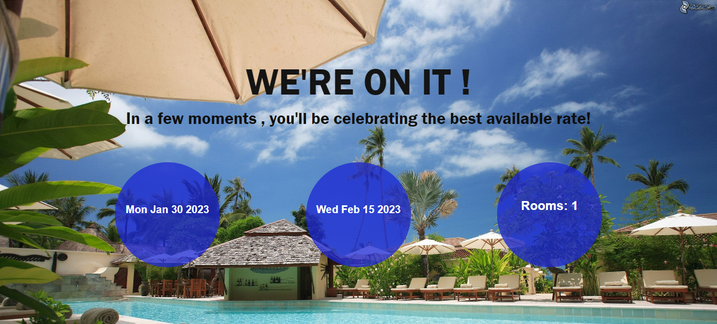 WE'RE ON IT !
In a few moments , you'll be celebrating the best available rate!
Mon Jan 30 2023
Wed Feb 15 2023
Rooms: 1